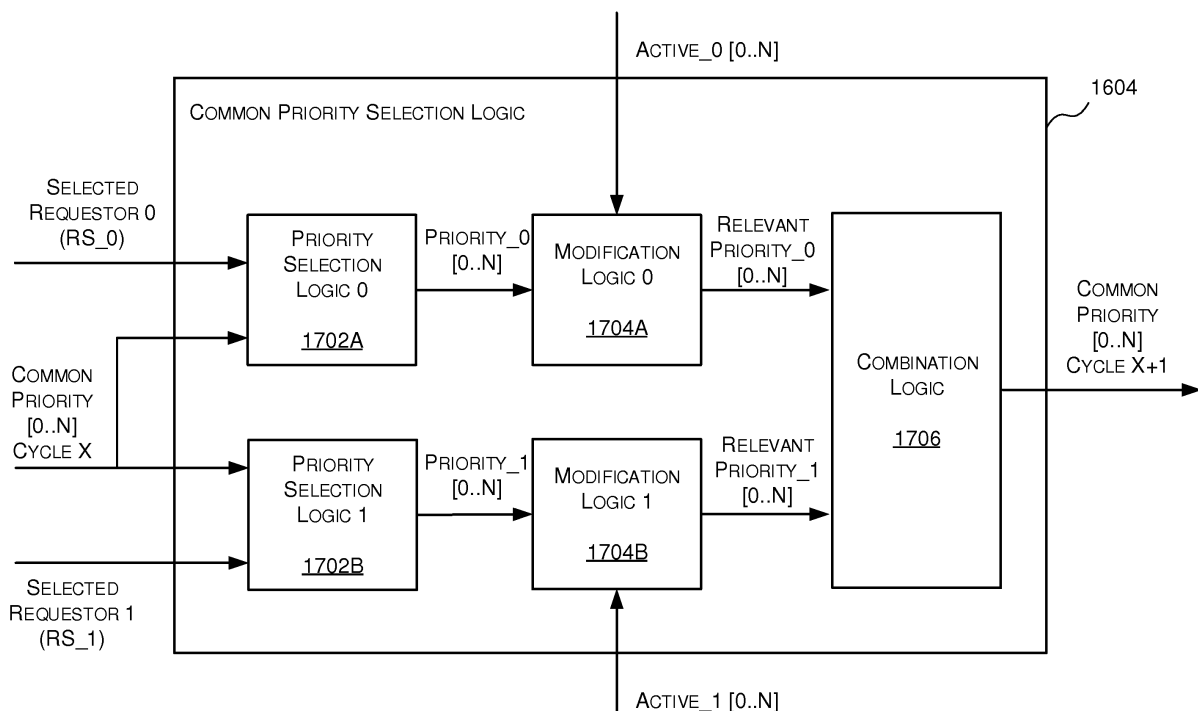 ACTIVE_0 [0..N]
1604
COMMON PRIORITY SELECTION LOGIC
SELECTED
REQUESTOR 0
(RS_0)
PRIORITY
SELECTION
LOGIC 0
1702A
PRIORITY_0
[0..N]
MODIFICATION
LOGIC 0
1704A
RELEVANT
PRIORITY_0
[0..N]
COMMON
PRIORITY
[0..N]
CYCLE X
COMBINATION
LOGIC
1706
COMMON
PRIORITY
[0..N]
CYCLE X+1
PRIORITY
SELECTION
LOGIC 1
1702B
PRIORITY_1
[0..N]
MODIFICATION
LOGIC 1
1704B
RELEVANT
PRIORITY_1
[0..N]
SELECTED
REQUESTOR 1
(RS_1)
ACTIVE_1 [0..N]